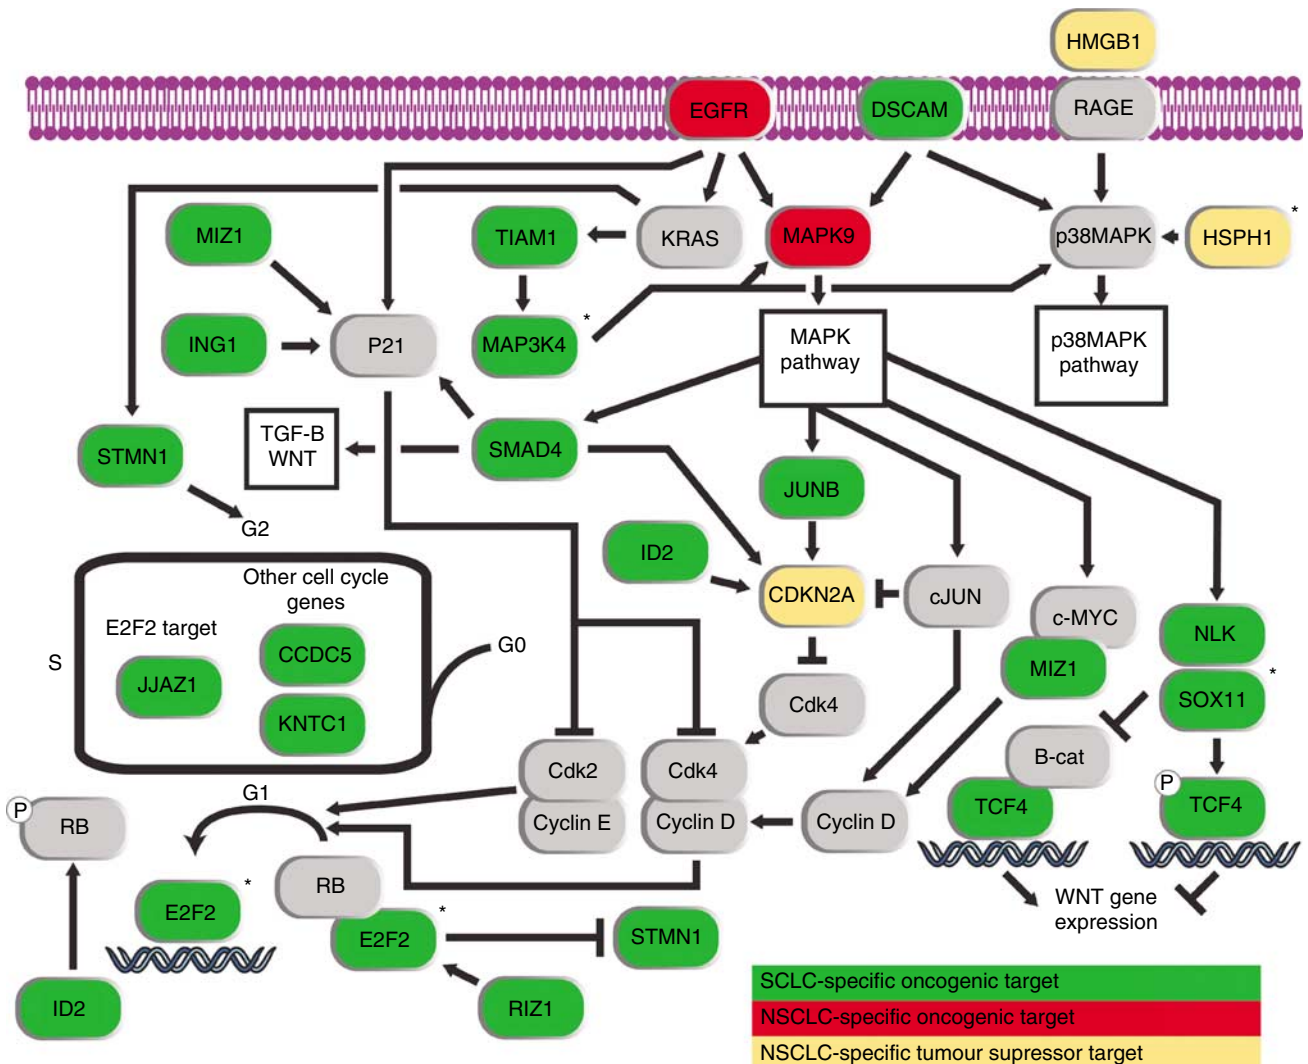 HMGB1
EGFR
DSCAM
RAGE
MIZ1
TIAM1
KRAS
MAPK9
p38MAPK
HSPH1
*
ING1
P21
MAP3K4
*
MAPK
pathway
p38MAPK
pathway
STMN1
TGF-B
WNT
SMAD4
JUNB
G2
ID2
CDKN2A
cJUN
c-MYC
NLK
Other cell cycle
genes
E2F2 target
CCDC5
G0
S
JJAZ1
KNTC1
MIZ1
SOX11
*
Cdk4
Cdk2
Cdk4
B-cat
G1
P
RB
Cyclin E
Cyclin D
Cyclin D
TCF4
P
TCF4
RB
E2F2
*
E2F2
*
STMN1
WNT gene
expression
ID2
RIZ1
SCLC-specific oncogenic target
NSCLC-specific oncogenic target
NSCLC-specific tumour supressor target